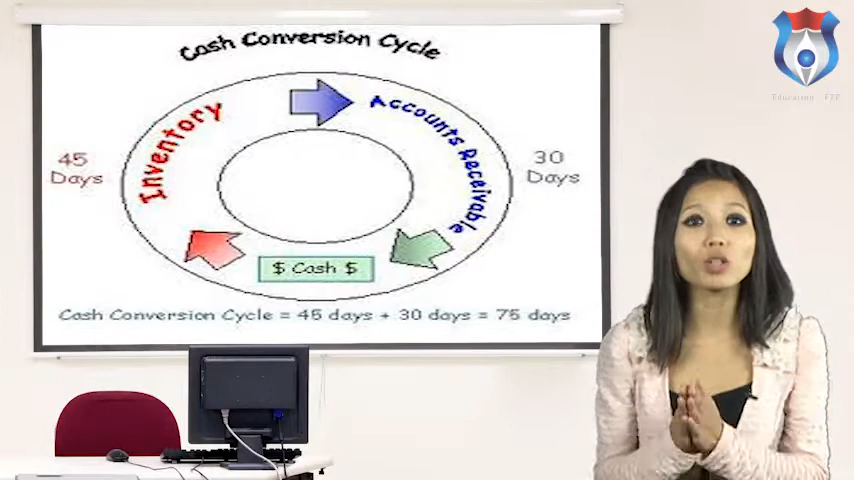 Cash Conversion Cycle
Inventory
Accounts Receivable
45
Days
30
Days
$ Cash $
Cash Conversion Cycle = 45 days + 30 days = 75 days